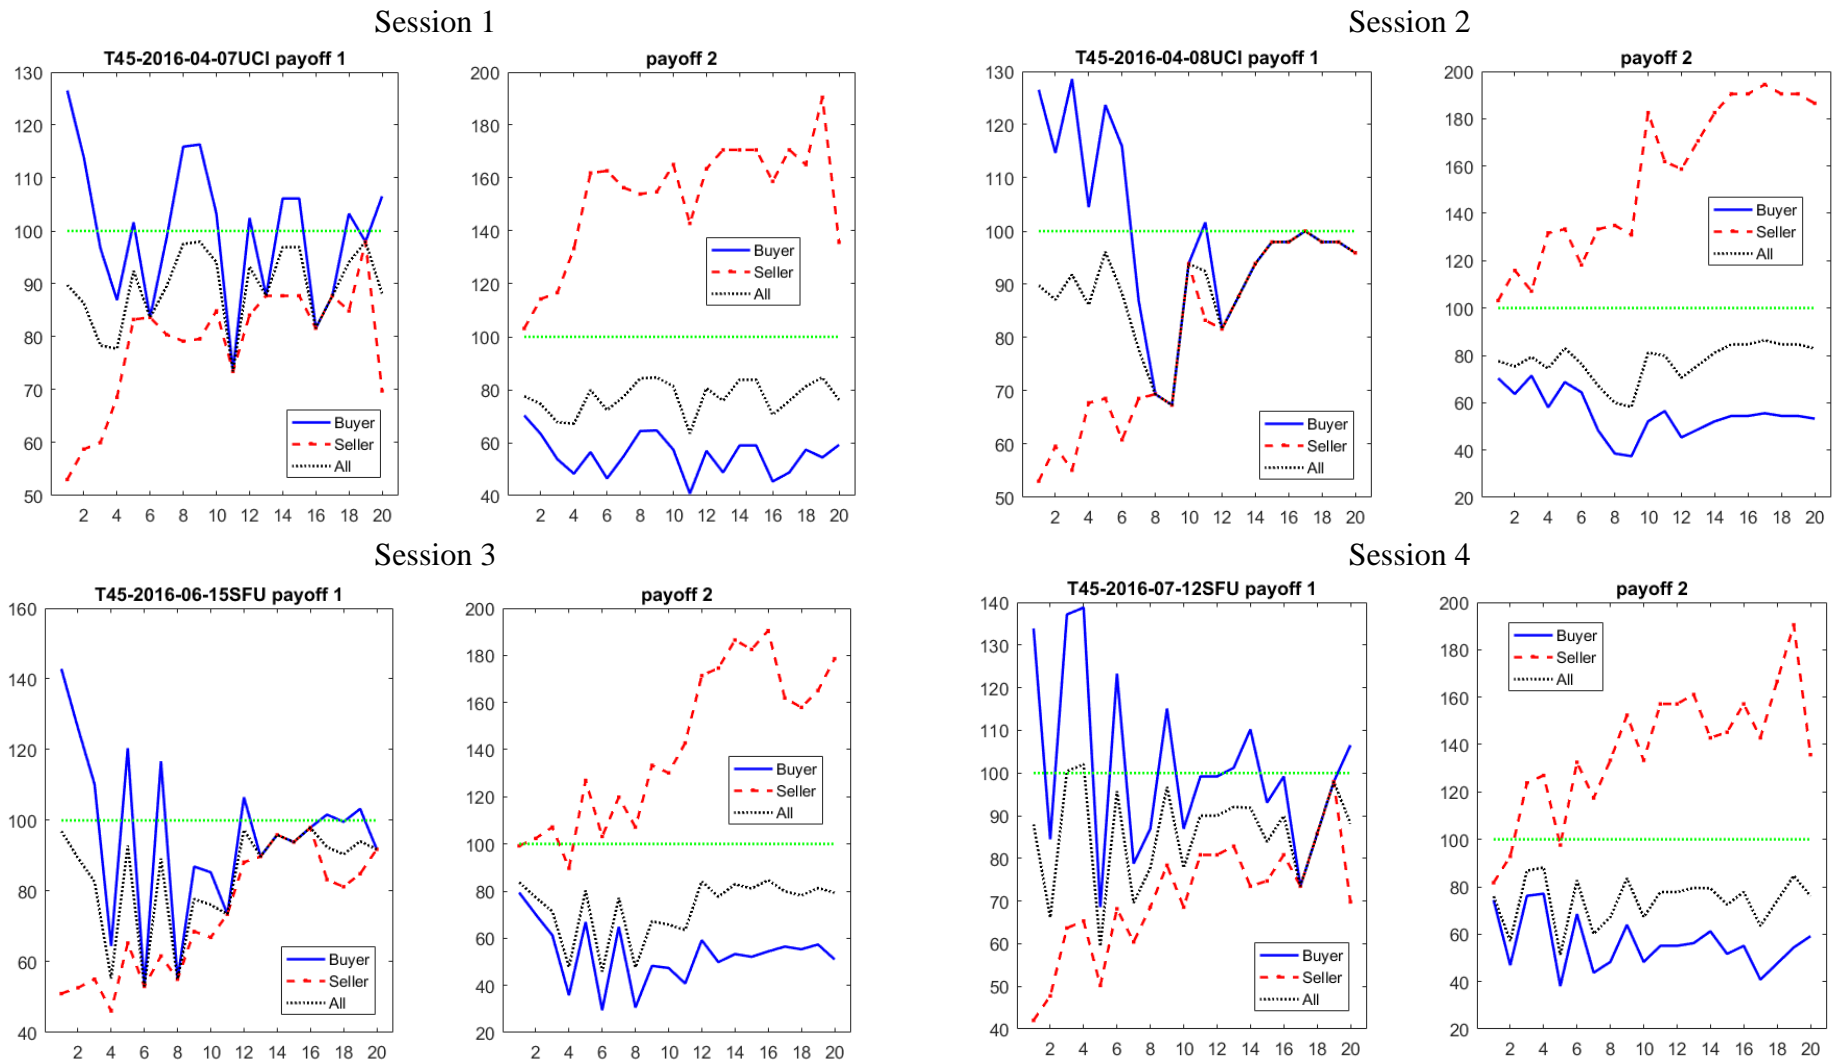 Session 1
Session 2
T45-2016-04-07UCI payoff 1
payoff 2
T45-2016-04-08UCI payoff 1
payoff 2
130
120
110
100
90
80
70
60
50
2 4 6 8 10 12 14 16 18 20
Buyer
Seller
All
200
180
160
140
120
100
80
60
40
2 4 6 8 10 12 14 16 18 20
Buyer
Seller
All
130
120
110
100
90
80
70
60
50
2 4 6 8 10 12 14 16 18 20
Buyer
Seller
All
200
180
160
140
120
100
80
60
40
20
2 4 6 8 10 12 14 16 18 20
Buyer
Seller
All
Session 3
Session 4
T45-2016-06-15SFU payoff 1
payoff 2
T45-2016-07-12SFU payoff 1
payoff 2
160
140
120
100
80
60
40
2 4 6 8 10 12 14 16 18 20
Buyer
Seller
All
200
180
160
140
120
100
80
60
40
20
2 4 6 8 10 12 14 16 18 20
Buyer
Seller
All
140
130
120
110
100
90
80
70
60
50
40
2 4 6 8 10 12 14 16 18 20
Buyer
Seller
All
200
180
160
140
120
100
80
60
40
20
2 4 6 8 10 12 14 16 18 20
Buyer
Seller
All